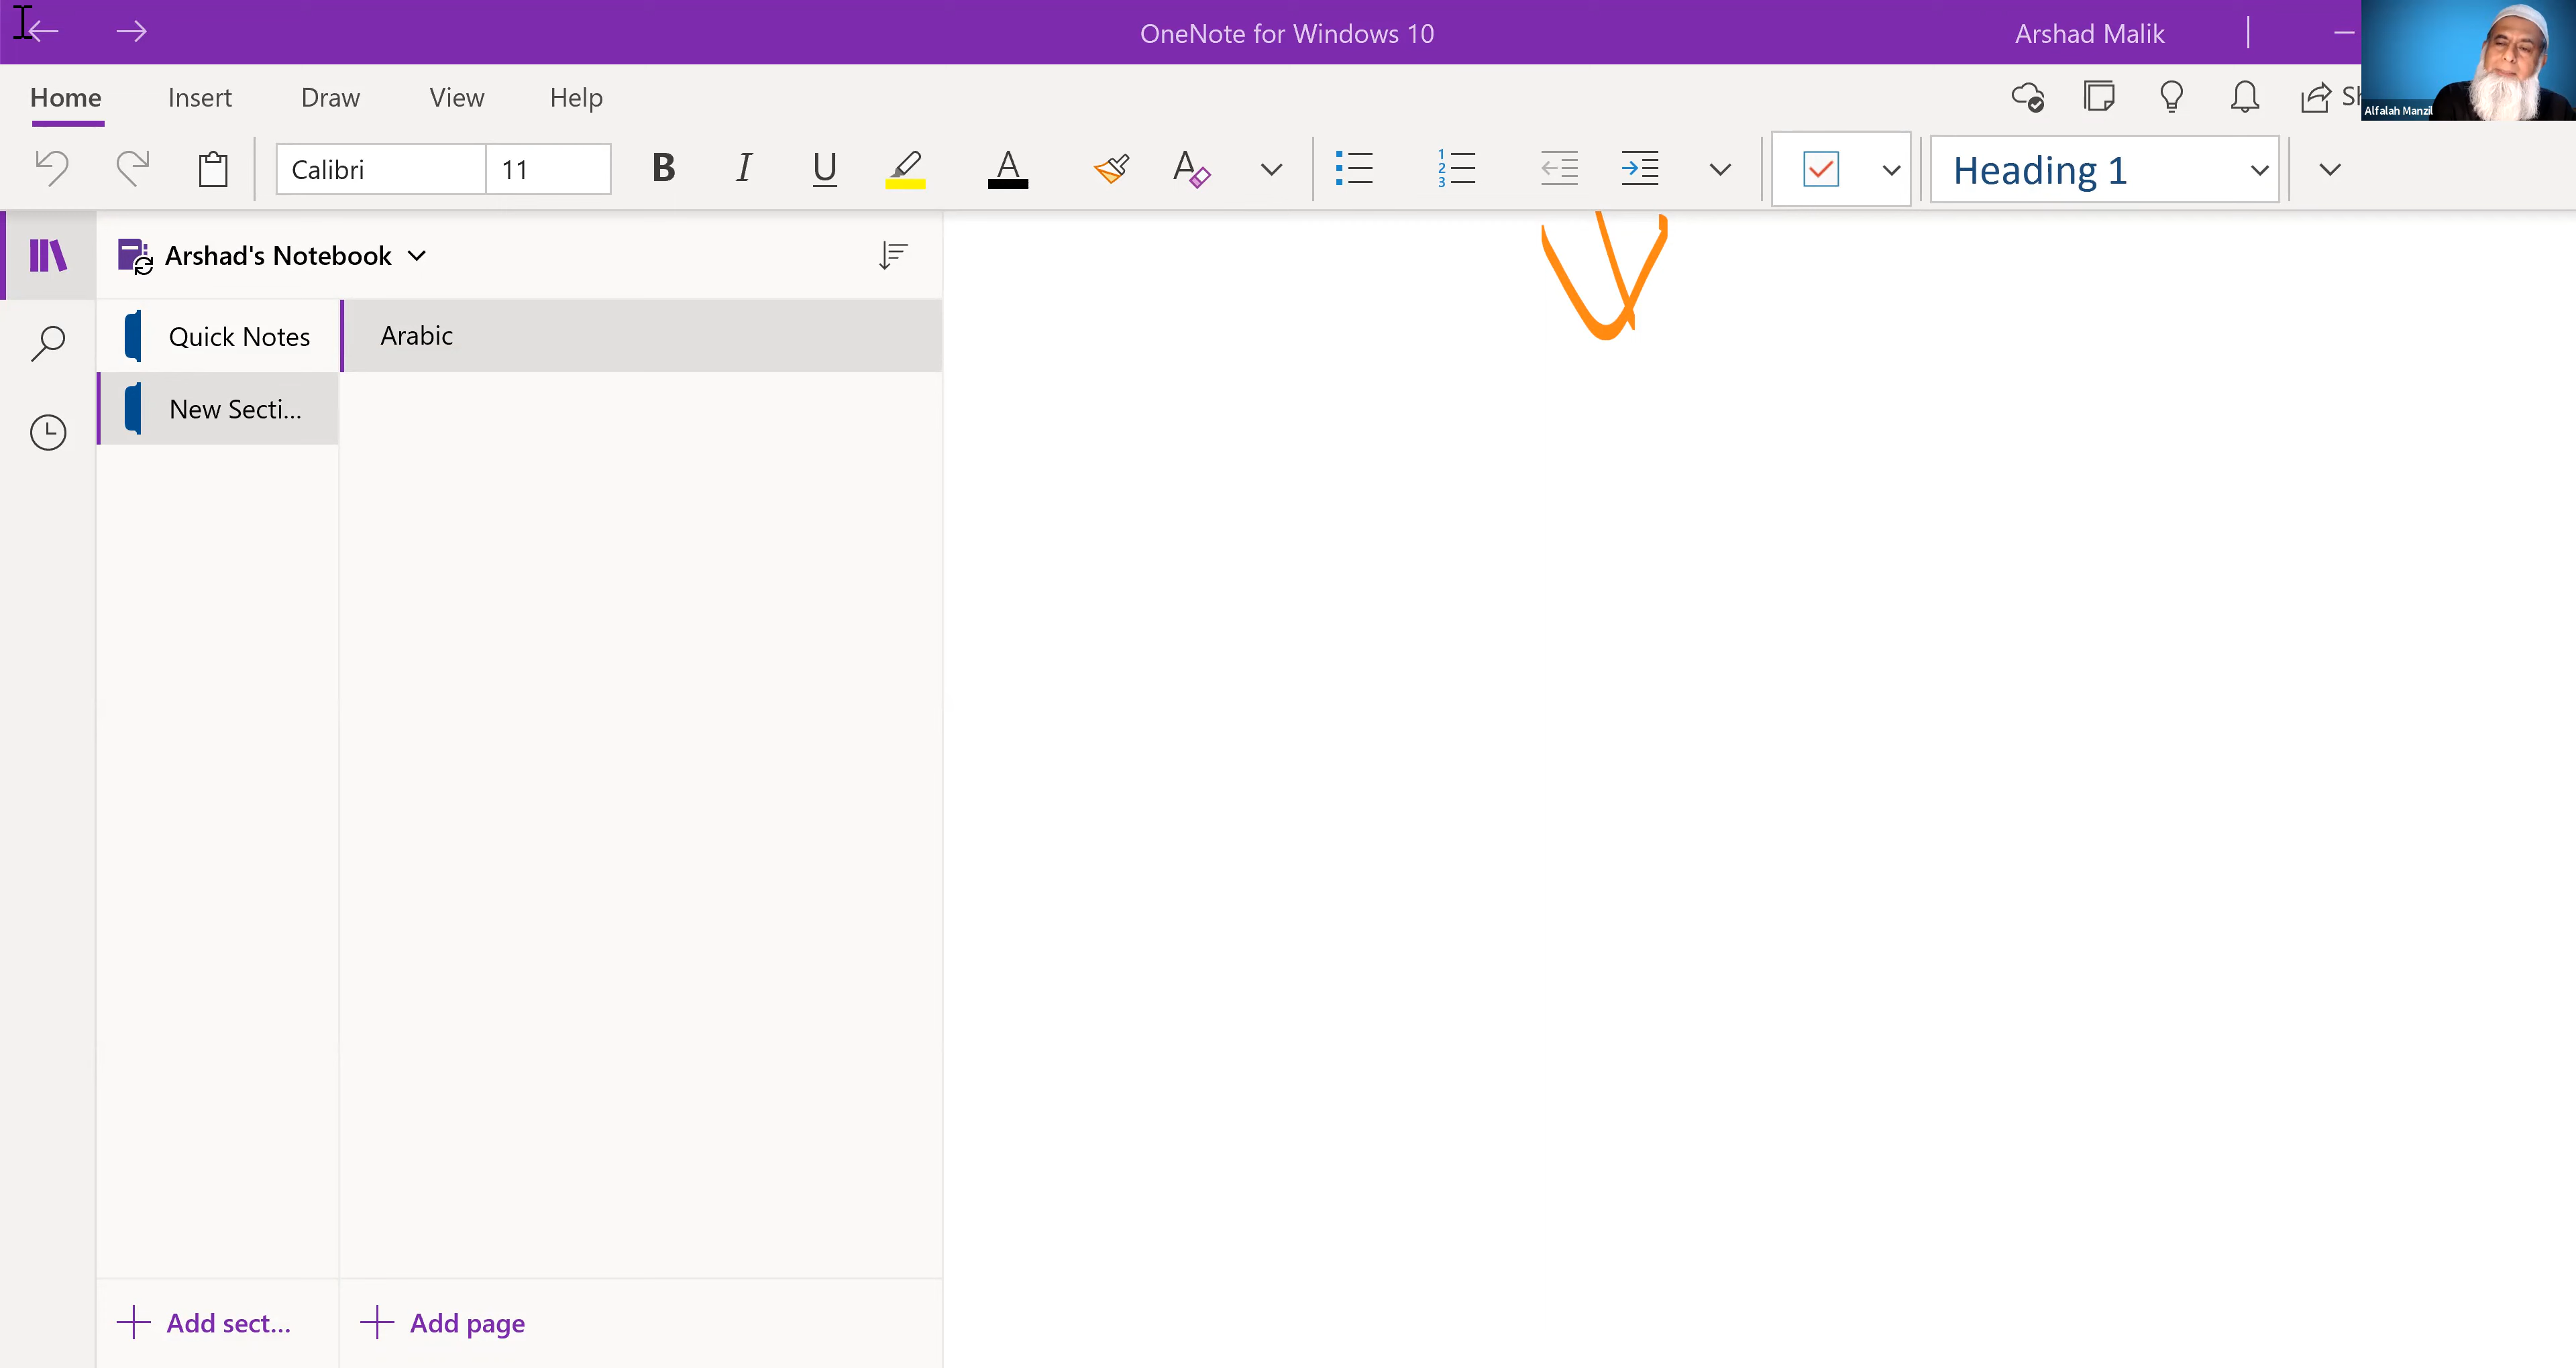 OneNote for Windows 10
Arshad Malik
Alfalah Manzil
Home Insert Draw View Help
Calibri 11 B I U A A Heading 1
Arshad's Notebook
Quick Notes
Arabic
New Secti...
Add sect...
Add page